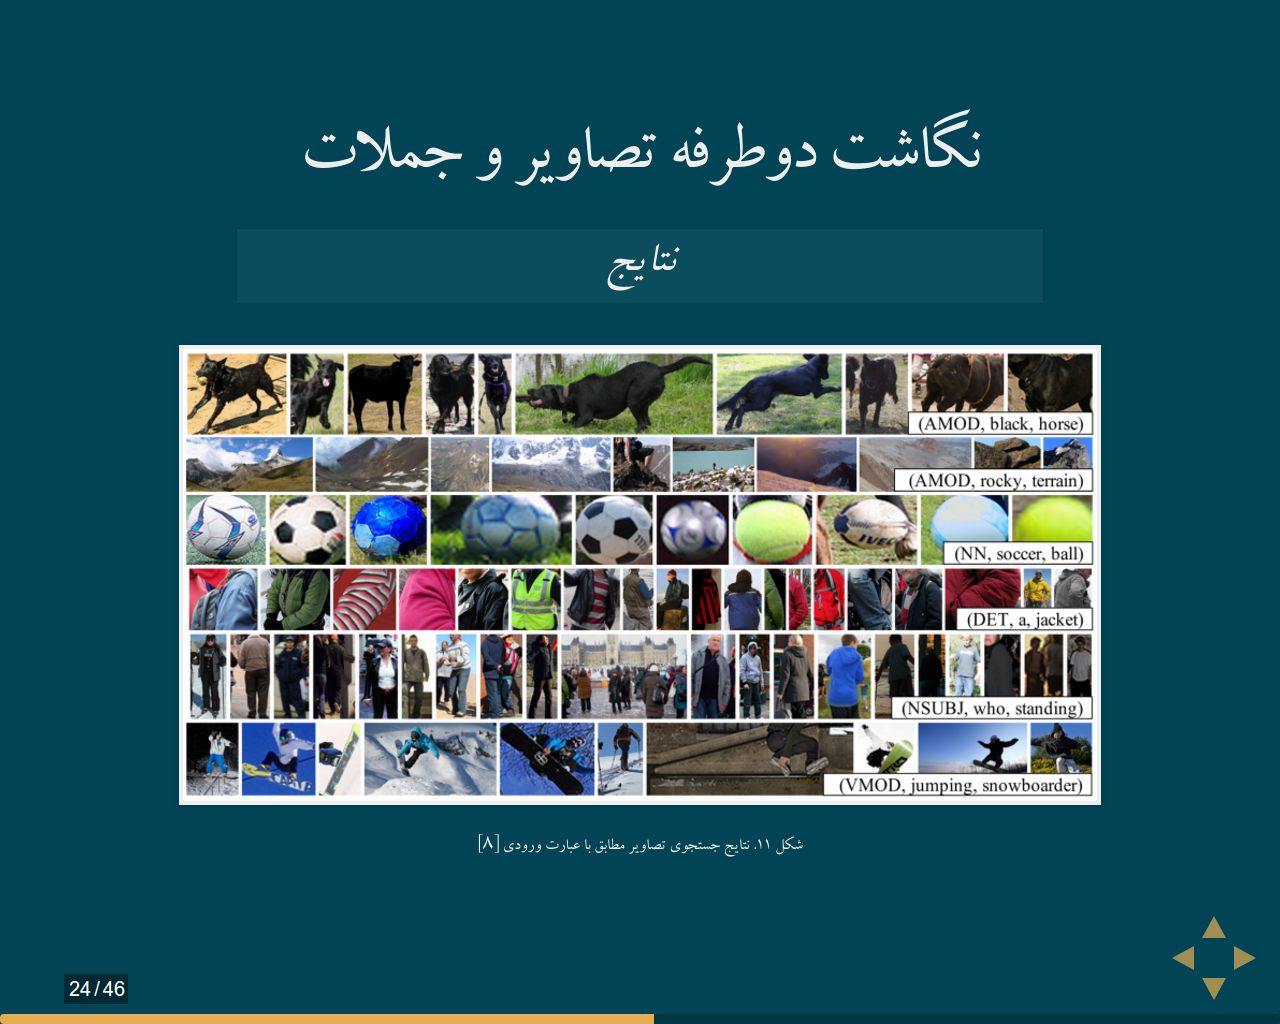 نگاشت دوطرفه تصاویر و جملات
نتایج
(AMOD, black, horse)
(AMOD, rocky, terrain)
(NN, soccer, ball)
(DET, a, jacket)
(NSUBJ, who, standing)
(VMOD, jumping, snowboarder)
شکل ۱۱. نتایج جستجوی تصاویر مطابق با عبارت ورودی [۸]
24/46